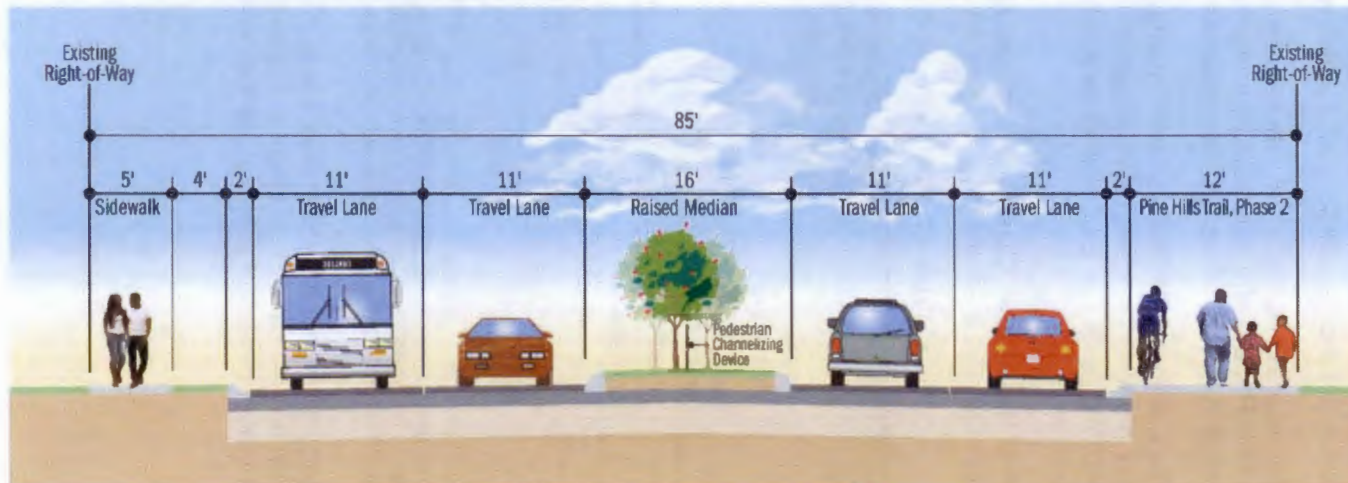 Existing
Right-of-Way
Existing
Right-of-Way
85'
5' 4' 2' 11' 11' 16' 11' 11' 2' 12'
Sidewalk Travel Lane Travel Lane Raised Median Travel Lane Travel Lane Pine Hills Trail, Phase 2
Pedestrian
Channelizing
Device